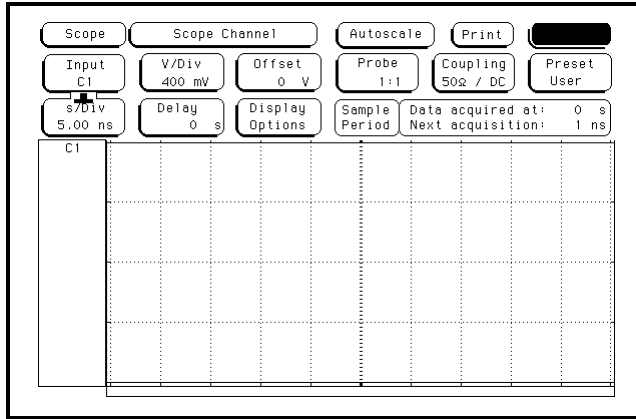 Scope Scope Channel Autoscale Print
Input V/Div Offset Probe Coupling Preset
C1 400 mV 0 V 1:1 50Ω / DC User
s/Div Delay Display Sample Data acquired at: 0 s
5.00 ns 0 s Options Period Next acquisition: 1 ns
C1